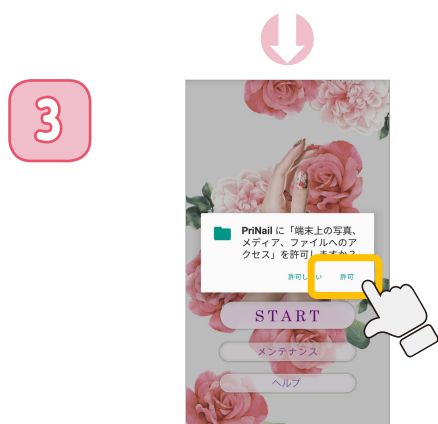 3
PriNail に「端末上の写真、
メディア、ファイルへのア
クセス」を許可しますか？
許可しない 許可
START
メンテナンス
ヘルプ